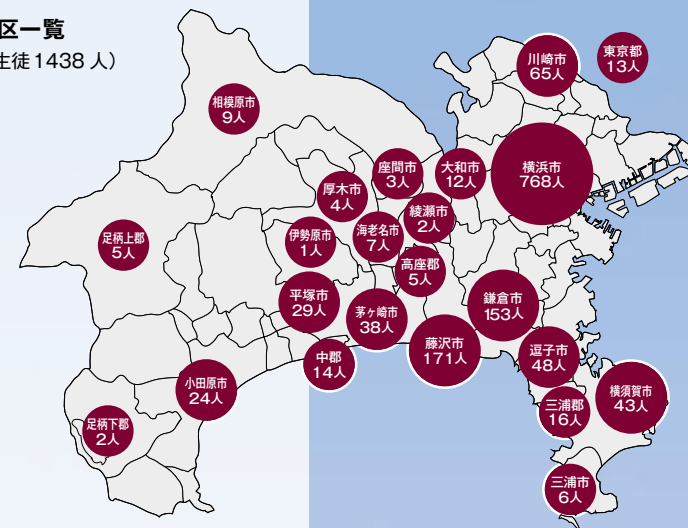 区一覧
生徒1438人）
川崎市
65人
東京都
13人
相模原市
9人
座間市
3人
大和市
12人
横浜市
768人
厚木市
4人
綾瀬市
2人
足柄上郡
5人
伊勢原市
1人
海老名市
7人
高座郡
5人
平塚市
29人
茅ヶ崎市
38人
鎌倉市
153人
藤沢市
171人
逗子市
48人
中郡
14人
小田原市
24人
横須賀市
43人
三浦郡
16人
足柄下郡
2人
三浦市
6人